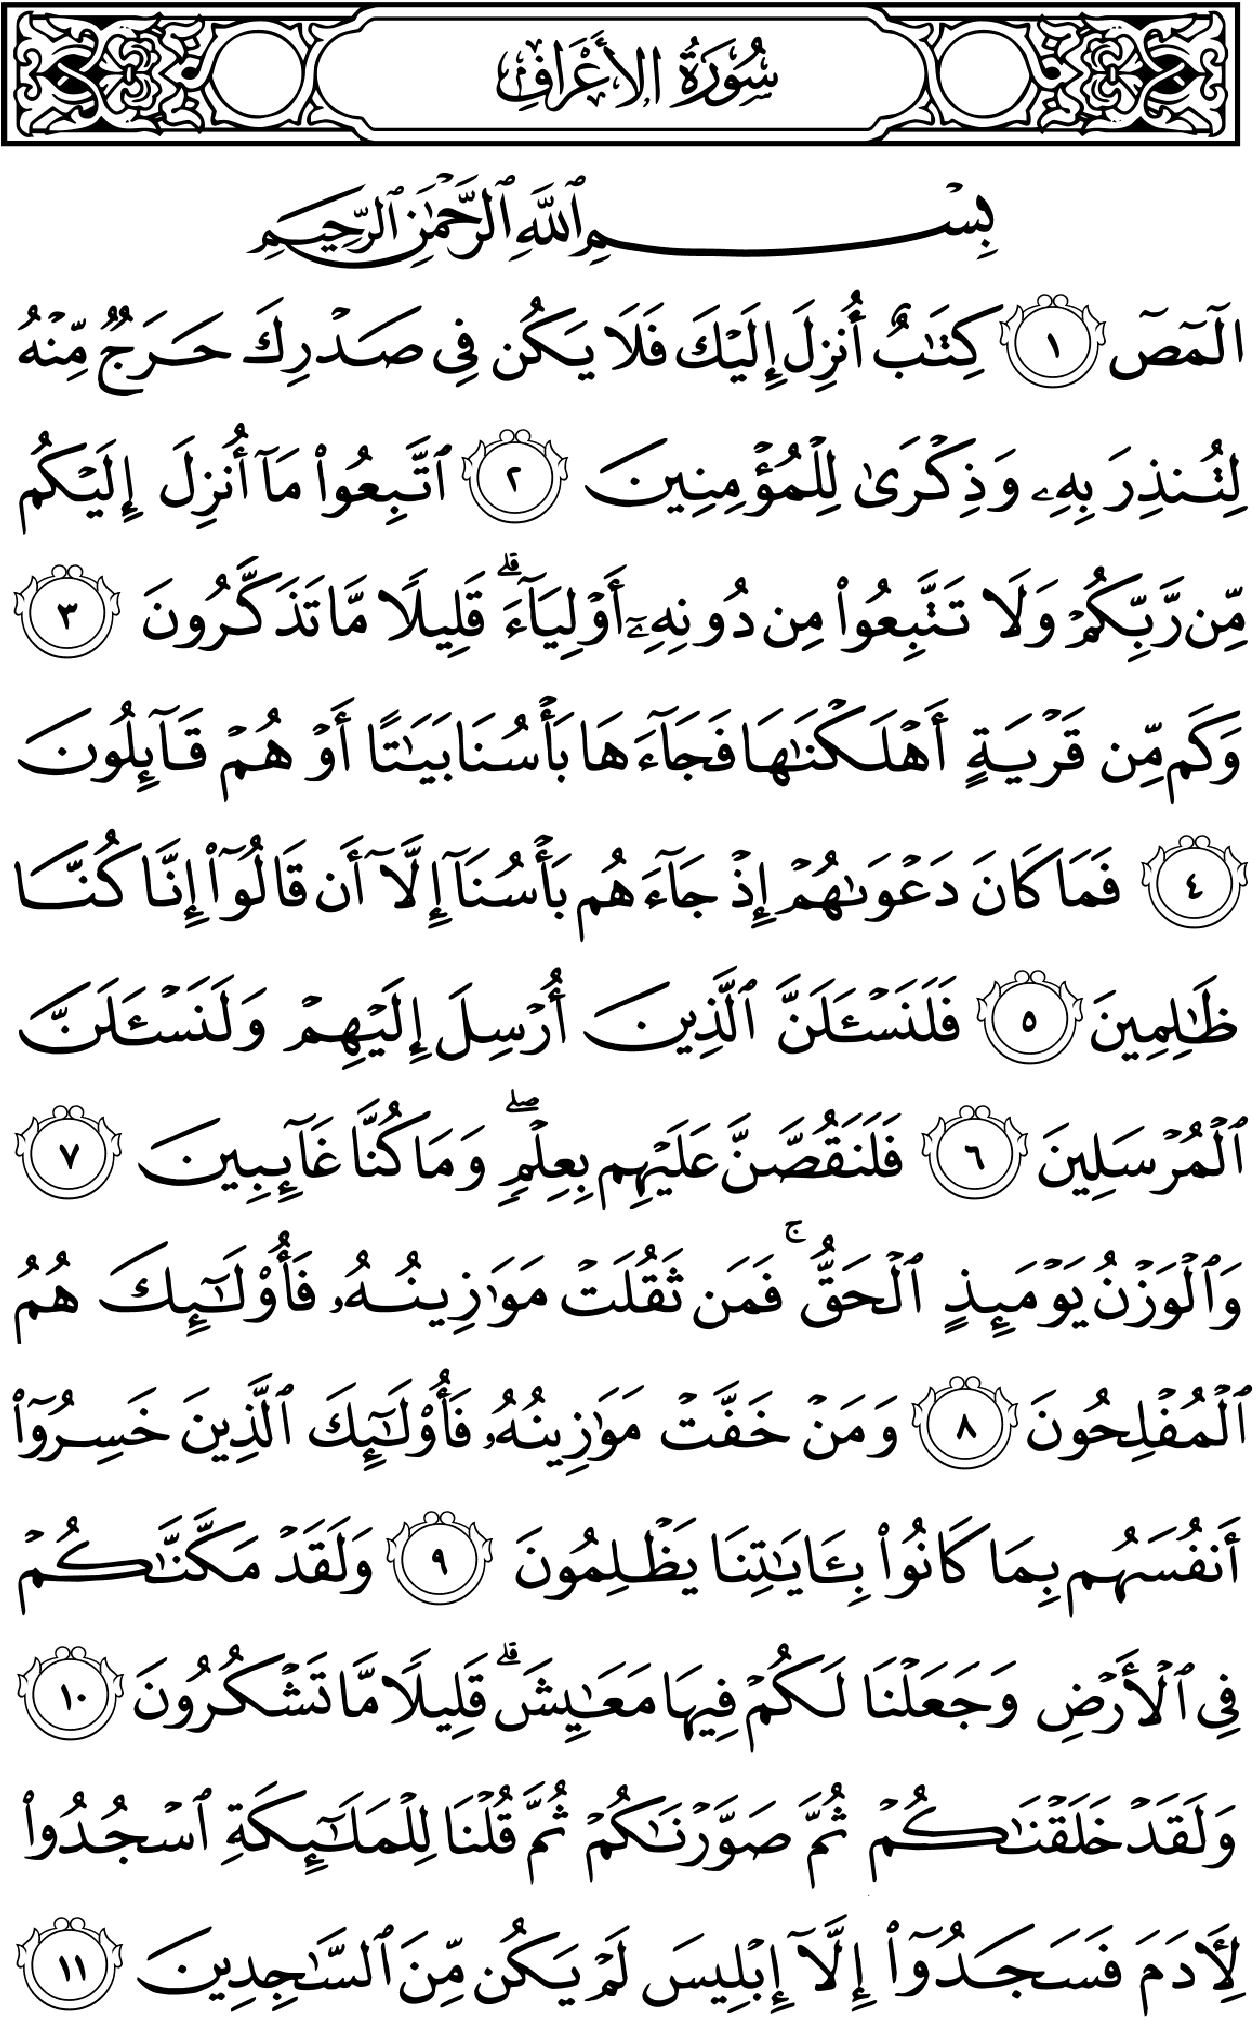 سُورَةُ الأَعْرَافِ
بِسْمِ ٱللَّهِ ٱلرَّحْمَٰنِ ٱلرَّحِيمِ
الٓمٓصٓ ١ كِتَٰبٌ أُنزِلَ إِلَيْكَ فَلَا يَكُن فِى صَدْرِكَ حَرَجٌ مِّنْهُ
لِتُنذِرَ بِهِۦ وَذِكْرَىٰ لِلْمُؤْمِنِينَ ٢ ٱتَّبِعُوا۟ مَآ أُنزِلَ إِلَيْكُم
مِّن رَّبِّكُمْ وَلَا تَتَّبِعُوا۟ مِن دُونِهِۦٓ أَوْلِيَآءَ ۗ قَلِيلًا مَّا تَذَكَّرُونَ ٣
وَكَم مِّن قَرْيَةٍ أَهْلَكْنَٰهَا فَجَآءَهَا بَأْسُنَا بَيَٰتًا أَوْ هُمْ قَآئِلُونَ
٤ فَمَا كَانَ دَعْوَىٰهُمْ إِذْ جَآءَهُم بَأْسُنَآ إِلَّآ أَن قَالُوٓا۟ إِنَّا كُنَّا
ظَٰلِمِينَ ٥ فَلَنَسْـَٔلَنَّ ٱلَّذِينَ أُرْسِلَ إِلَيْهِمْ وَلَنَسْـَٔلَنَّ
ٱلْمُرْسَلِينَ ٦ فَلَنَقُصَّنَّ عَلَيْهِم بِعِلْمٍ ۖ وَمَا كُنَّا غَآئِبِينَ ٧
وَٱلْوَزْنُ يَوْمَئِذٍ ٱلْحَقُّ ۚ فَمَن ثَقُلَتْ مَوَٰزِينُهُۥ فَأُو۟لَٰٓئِكَ هُمُ
ٱلْمُفْلِحُونَ ٨ وَمَنْ خَفَّتْ مَوَٰزِينُهُۥ فَأُو۟لَٰٓئِكَ ٱلَّذِينَ خَسِرُوٓا۟
أَنفُسَهُم بِمَا كَانُوا۟ بِـَٔايَٰتِنَا يَظْلِمُونَ ٩ وَلَقَدْ مَكَّنَّٰكُمْ
فِى ٱلْأَرْضِ وَجَعَلْنَا لَكُمْ فِيهَا مَعَٰيِشَ ۗ قَلِيلًا مَّا تَشْكُرُونَ ١٠
وَلَقَدْ خَلَقْنَٰكُمْ ثُمَّ صَوَّرْنَٰكُمْ ثُمَّ قُلْنَا لِلْمَلَٰٓئِكَةِ ٱسْجُدُوا۟
لِـَٔادَمَ فَسَجَدُوٓا۟ إِلَّآ إِبْلِيسَ لَمْ يَكُن مِّنَ ٱلسَّٰجِدِينَ ١١